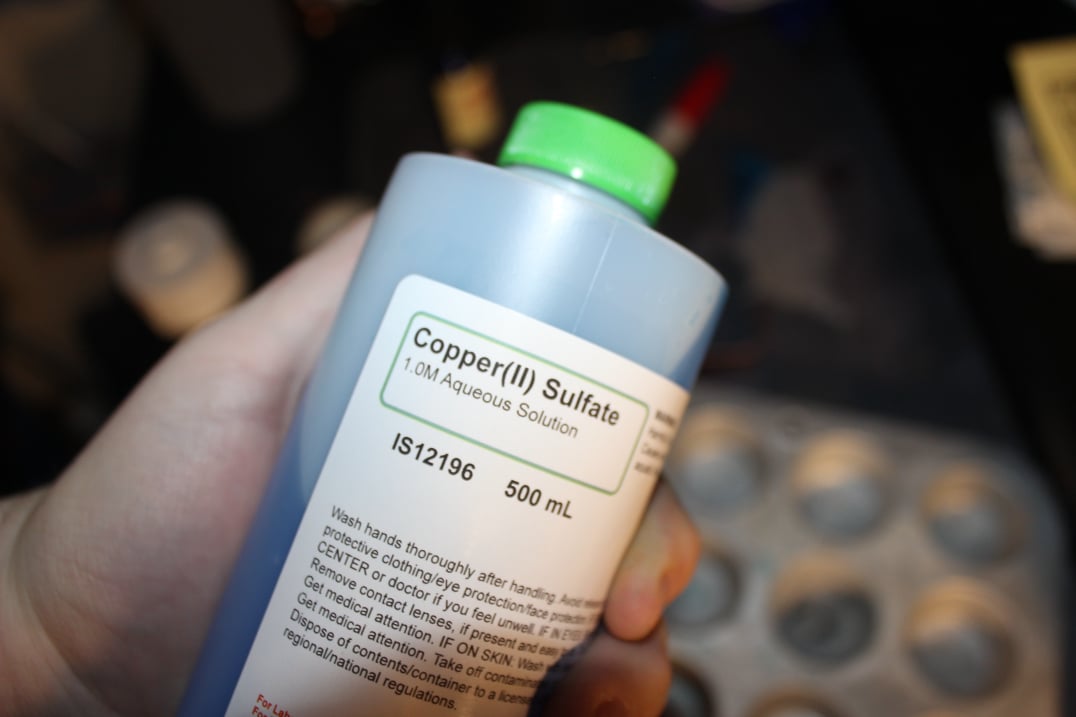 Copper(II) Sulfate
1.0M Aqueous Solution
IS12196 500 mL
Wash hands thoroughly after handling. Avoid
protective clothing/eye protection/face protection.
CENTER or doctor if you feel unwell. IF IN EYES
Remove contact lenses, if present and easy
Get medical attention. IF ON SKIN: Wash
Get medical attention. Take off
Dispose of contents/container to a
regional/national regulations.
For